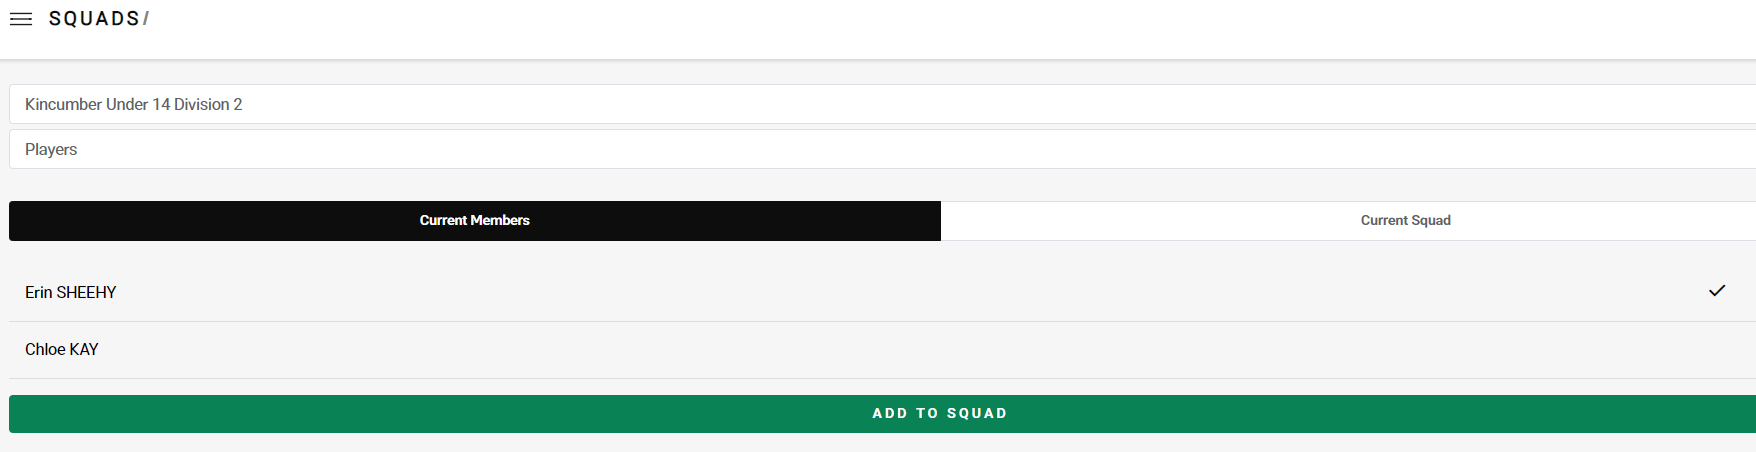 SQUADS/
Kincumber Under 14 Division 2
Players
Current Members
Current Squad
Erin SHEEHY
Chloe KAY
ADD TO SQUAD